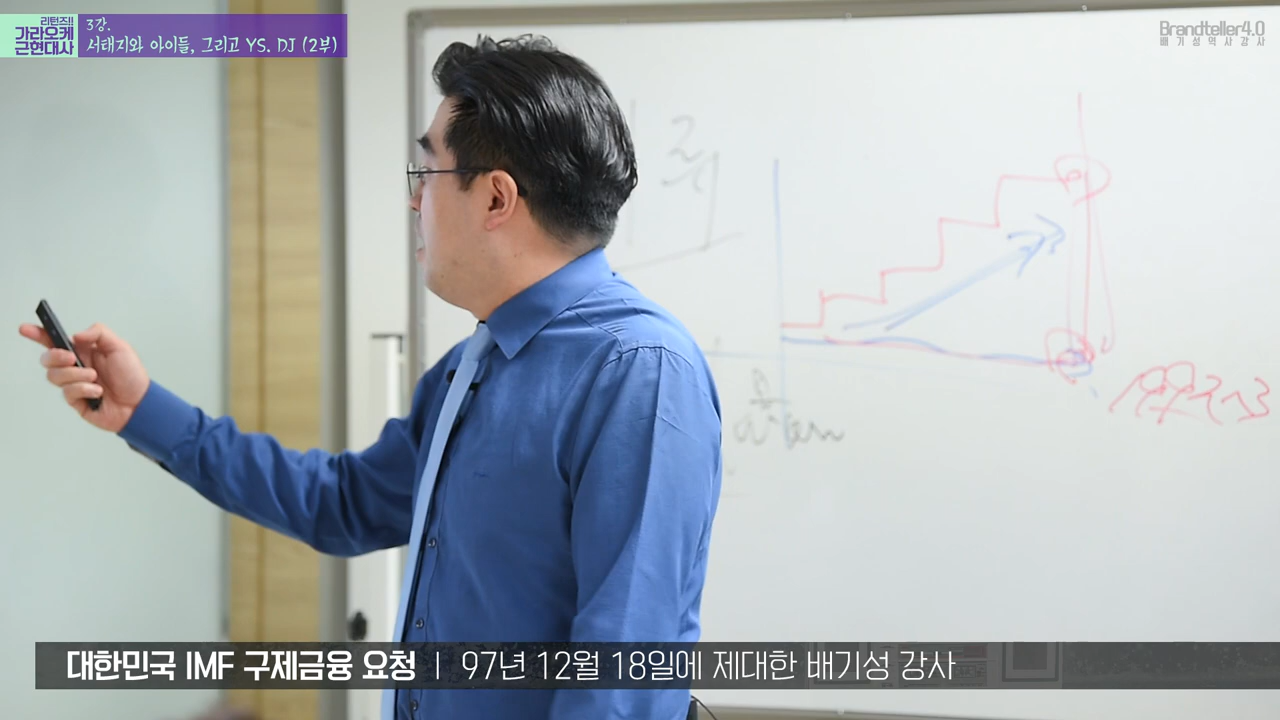 리턴즈!!
가라오케
근현대사
3강.
서태지와 아이들, 그리고 YS. DJ (2부)
Brandteller4.0
배기성역사강사
대한민국 IMF 구제금융 요청 | 97년 12월 18일에 제대한 배기성 강사